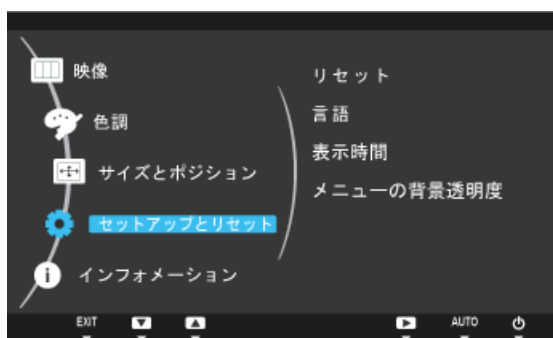 映像
色調
サイズとポジション
セットアップとリセット
インフォメーション
リセット
言語
表示時間
メニューの背景透明度
EXIT
AUTO